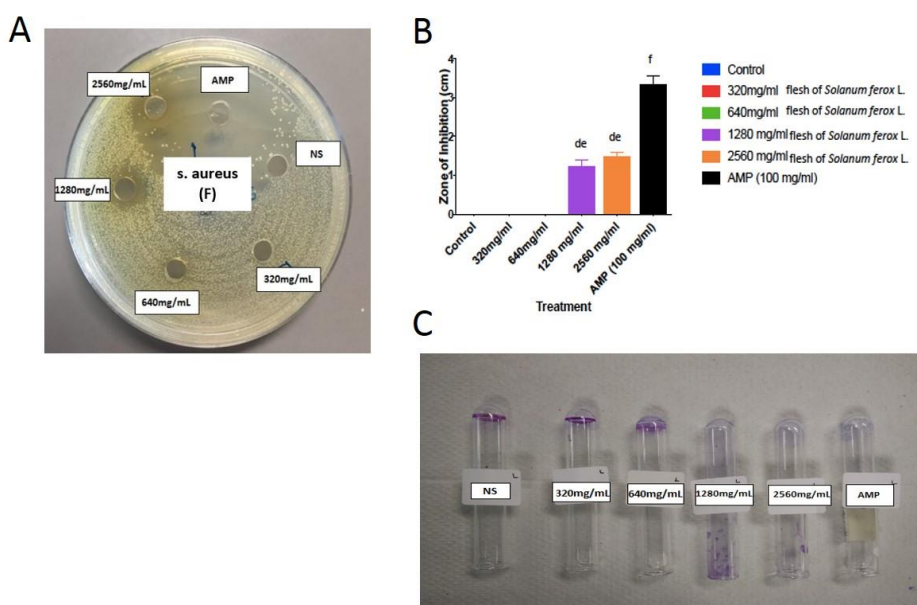 A
2560mg/mL
AMP
NS
1280mg/mL
s. aureus
(F)
320mg/mL
640mg/mL
B
Zone of Inhibition (cm)
4
3
2
1
0
de
de
f
Control
320mg/ml
640mg/ml
1280 mg/ml
2560 mg/ml
AMP (100 mg/ml)
Treatment
Control
320mg/ml flesh of Solanum ferox L.
640mg/ml flesh of Solanum ferox L.
1280 mg/ml flesh of Solanum ferox L.
2560 mg/ml flesh of Solanum ferox L.
AMP (100 mg/ml)
C
NS
320mg/mL
640mg/mL
1280mg/mL
2560mg/mL
AMP